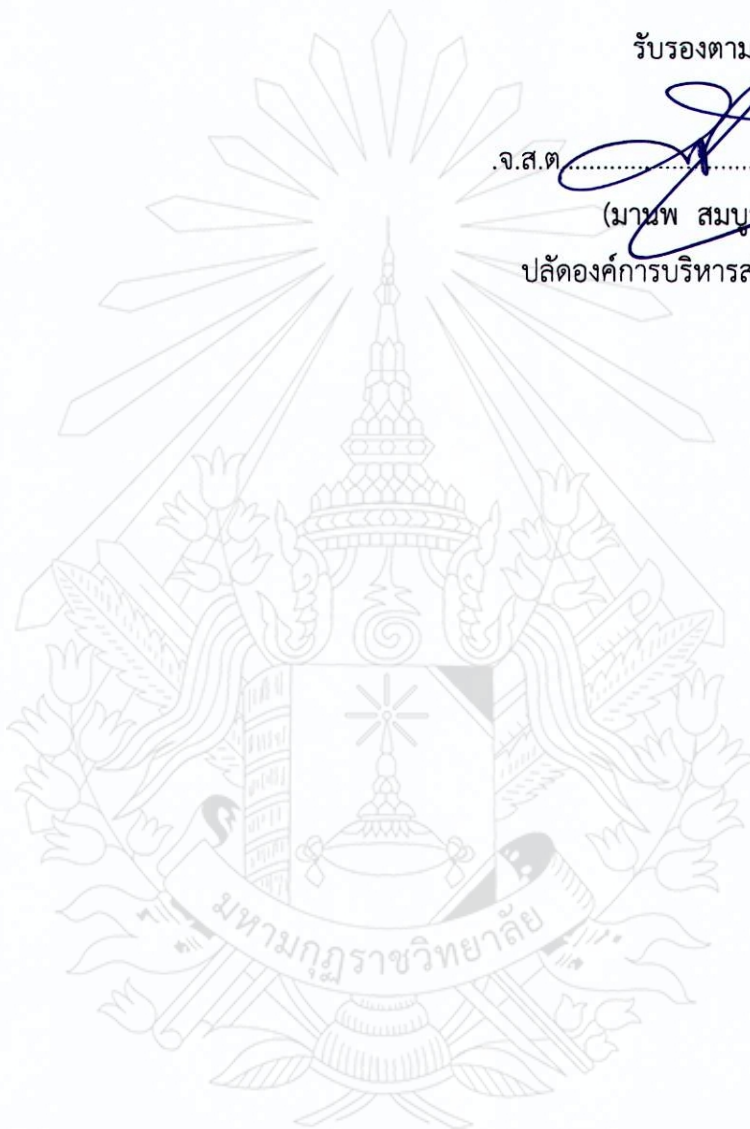 รับรองตาม
.จ.ส.ต.....................
(มานพ สมบู
ปลัดองค์การบริหารส
มหามกุฏราชวิทยาลัย